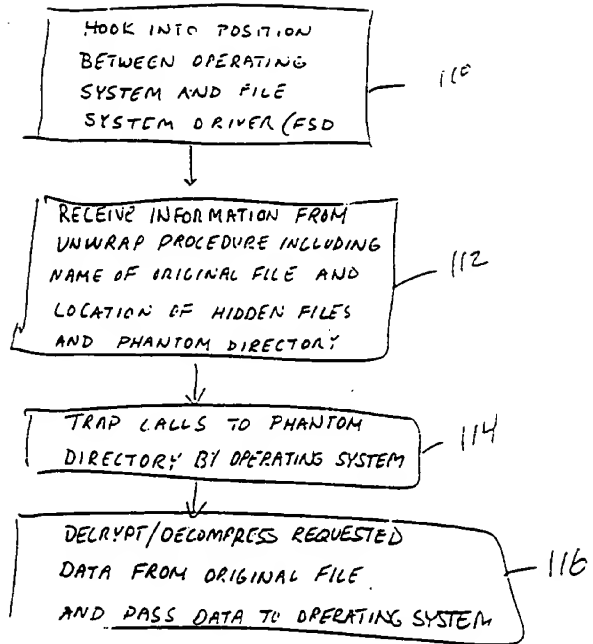 HOOK INTO POSITION
BETWEEN OPERATING
SYSTEM AND FILE
SYSTEM DRIVER (FSD
110
RECEIVE INFORMATION FROM
UNWRAP PROCEDURE INCLUDING
NAME OF ORIGINAL FILE AND
LOCATION OF HIDDEN FILES
AND PHANTOM DIRECTORY
112
TRAP CALLS TO PHANTOM
DIRECTORY BY OPERATING SYSTEM
114
DECRYPT/DECOMPRESS REQUESTED
DATA FROM ORIGINAL FILE
AND PASS DATA TO OPERATING SYSTEM
116